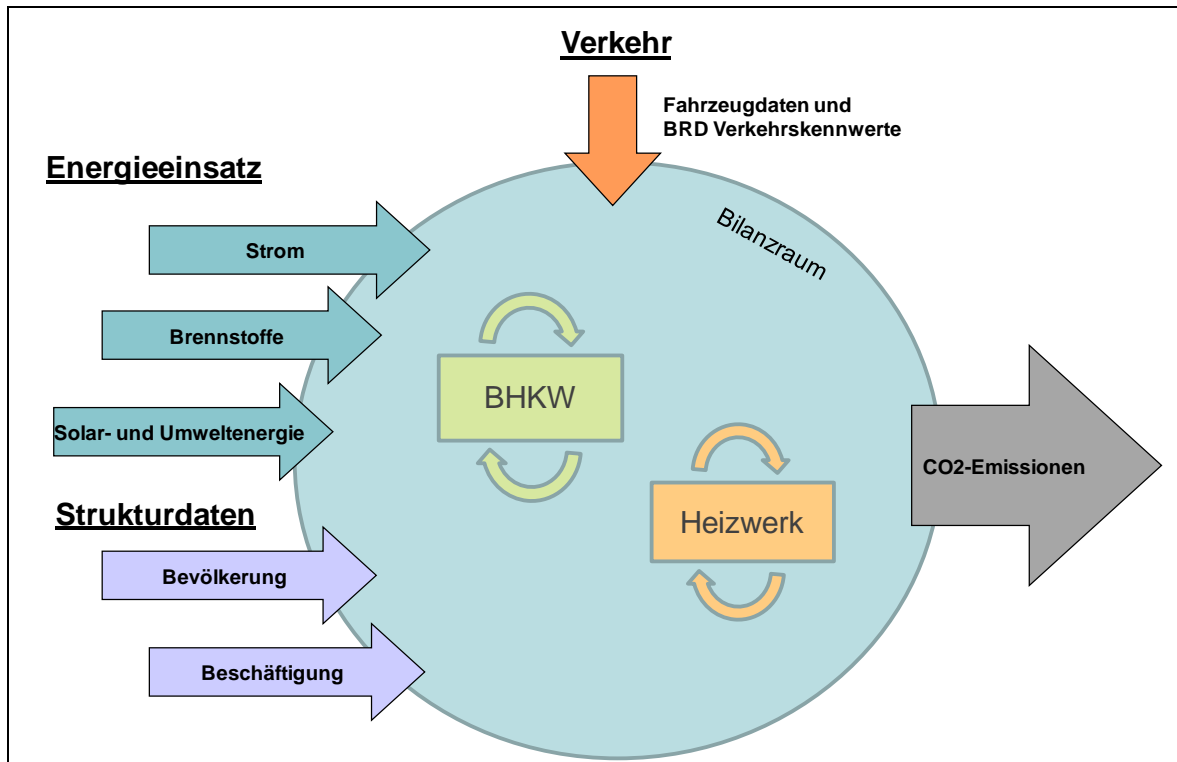 Verkehr
Fahrzeugdaten und
BRD Verkehrskennwerte
Energieeinsatz
Strom
Brennstoffe
Solar- und Umweltenergie
Strukturdaten
Bevölkerung
Beschäftigung
Bilanzraum
BHKW
Heizwerk
CO2-Emissionen